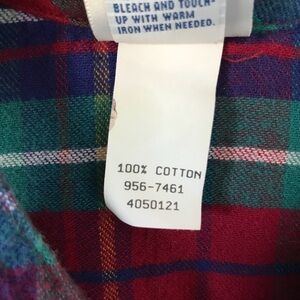 BLEACH AND TOUCH-
UP WITH WARM
IRON WHEN NEEDED.
100% COTTON
956-7461
4050121